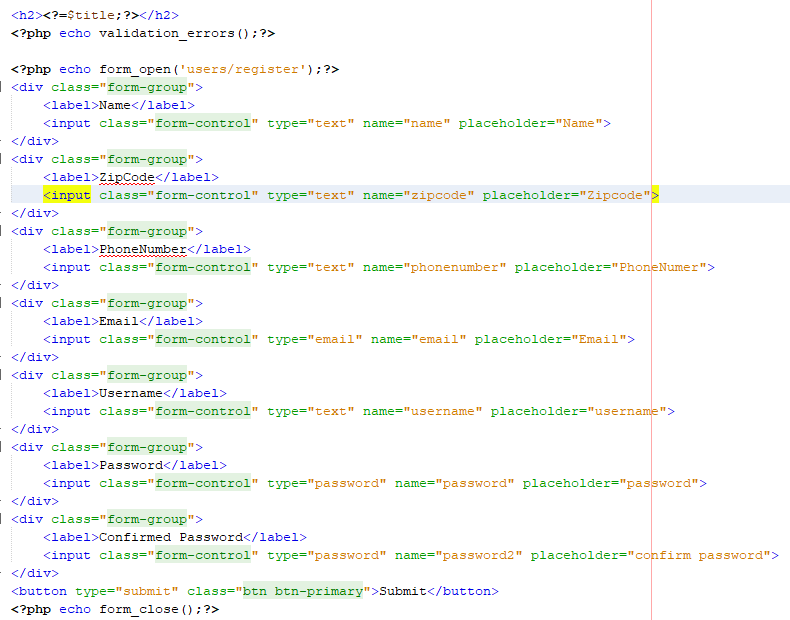 <h2><?=$title;?></h2>
<?php echo validation_errors();?>
<?php echo form_open('users/register');?>
<div class="form-group">
<label>Name</label>
<input class="form-control" type="text" name="name" placeholder="Name">
</div>
<div class="form-group">
<label>ZipCode</label>
<input class="form-control" type="text" name="zipcode" placeholder="Zipcode">
</div>
<div class="form-group">
<label>PhoneNumber</label>
<input class="form-control" type="text" name="phonenumber" placeholder="PhoneNumer">
</div>
<div class="form-group">
<label>Email</label>
<input class="form-control" type="email" name="email" placeholder="Email">
</div>
<div class="form-group">
<label>Username</label>
<input class="form-control" type="text" name="username" placeholder="username">
</div>
<div class="form-group">
<label>Password</label>
<input class="form-control" type="password" name="password" placeholder="password">
</div>
<div class="form-group">
<label>Confirmed Password</label>
<input class="form-control" type="password" name="password2" placeholder="confirm password">
</div>
<button type="submit" class="btn btn-primary">Submit</button>
<?php echo form_close();?>